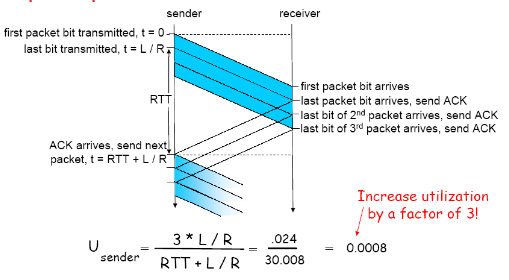 sender
receiver
first packet bit transmitted, t = 0
last bit transmitted, t = L / R
RTT
first packet bit arrives
last packet bit arrives, send ACK
last bit of 2nd packet arrives, send ACK
last bit of 3rd packet arrives, send ACK
ACK arrives, send next
packet, t = RTT + L / R
Increase utilization
by a factor of 3!
U sender = 3 * L / R / RTT + L / R = .024 / 30.008 = 0.0008